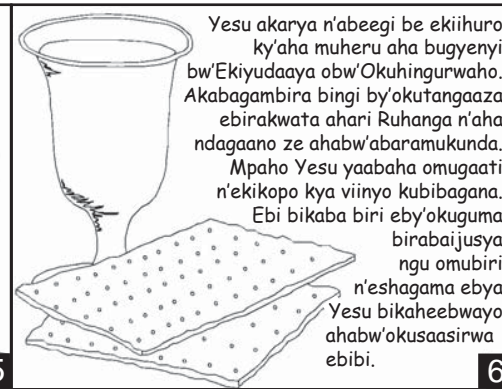 Yesu akarya n'abeegi be ekiihuro
ky'aha muheru aha bugyenyi
bw'Ekiyudaaya obw'Okuhingurwaho.
Akabagambira bingi by'okutangaaza
ebirakwata ahari Ruhanga n'aha
ndagaano ze ahabw'abaramukunda.
Mpaho Yesu yaabaha omugaati
n'ekikopo kya viinyo kubibagana.
Ebi bikaba biri eby'okuguma
birabaijusya
ngu omubiri
n'eshagama ebya
Yesu bikaheebwayo
ahabw'okusaasirwa
ebibi.
5
6